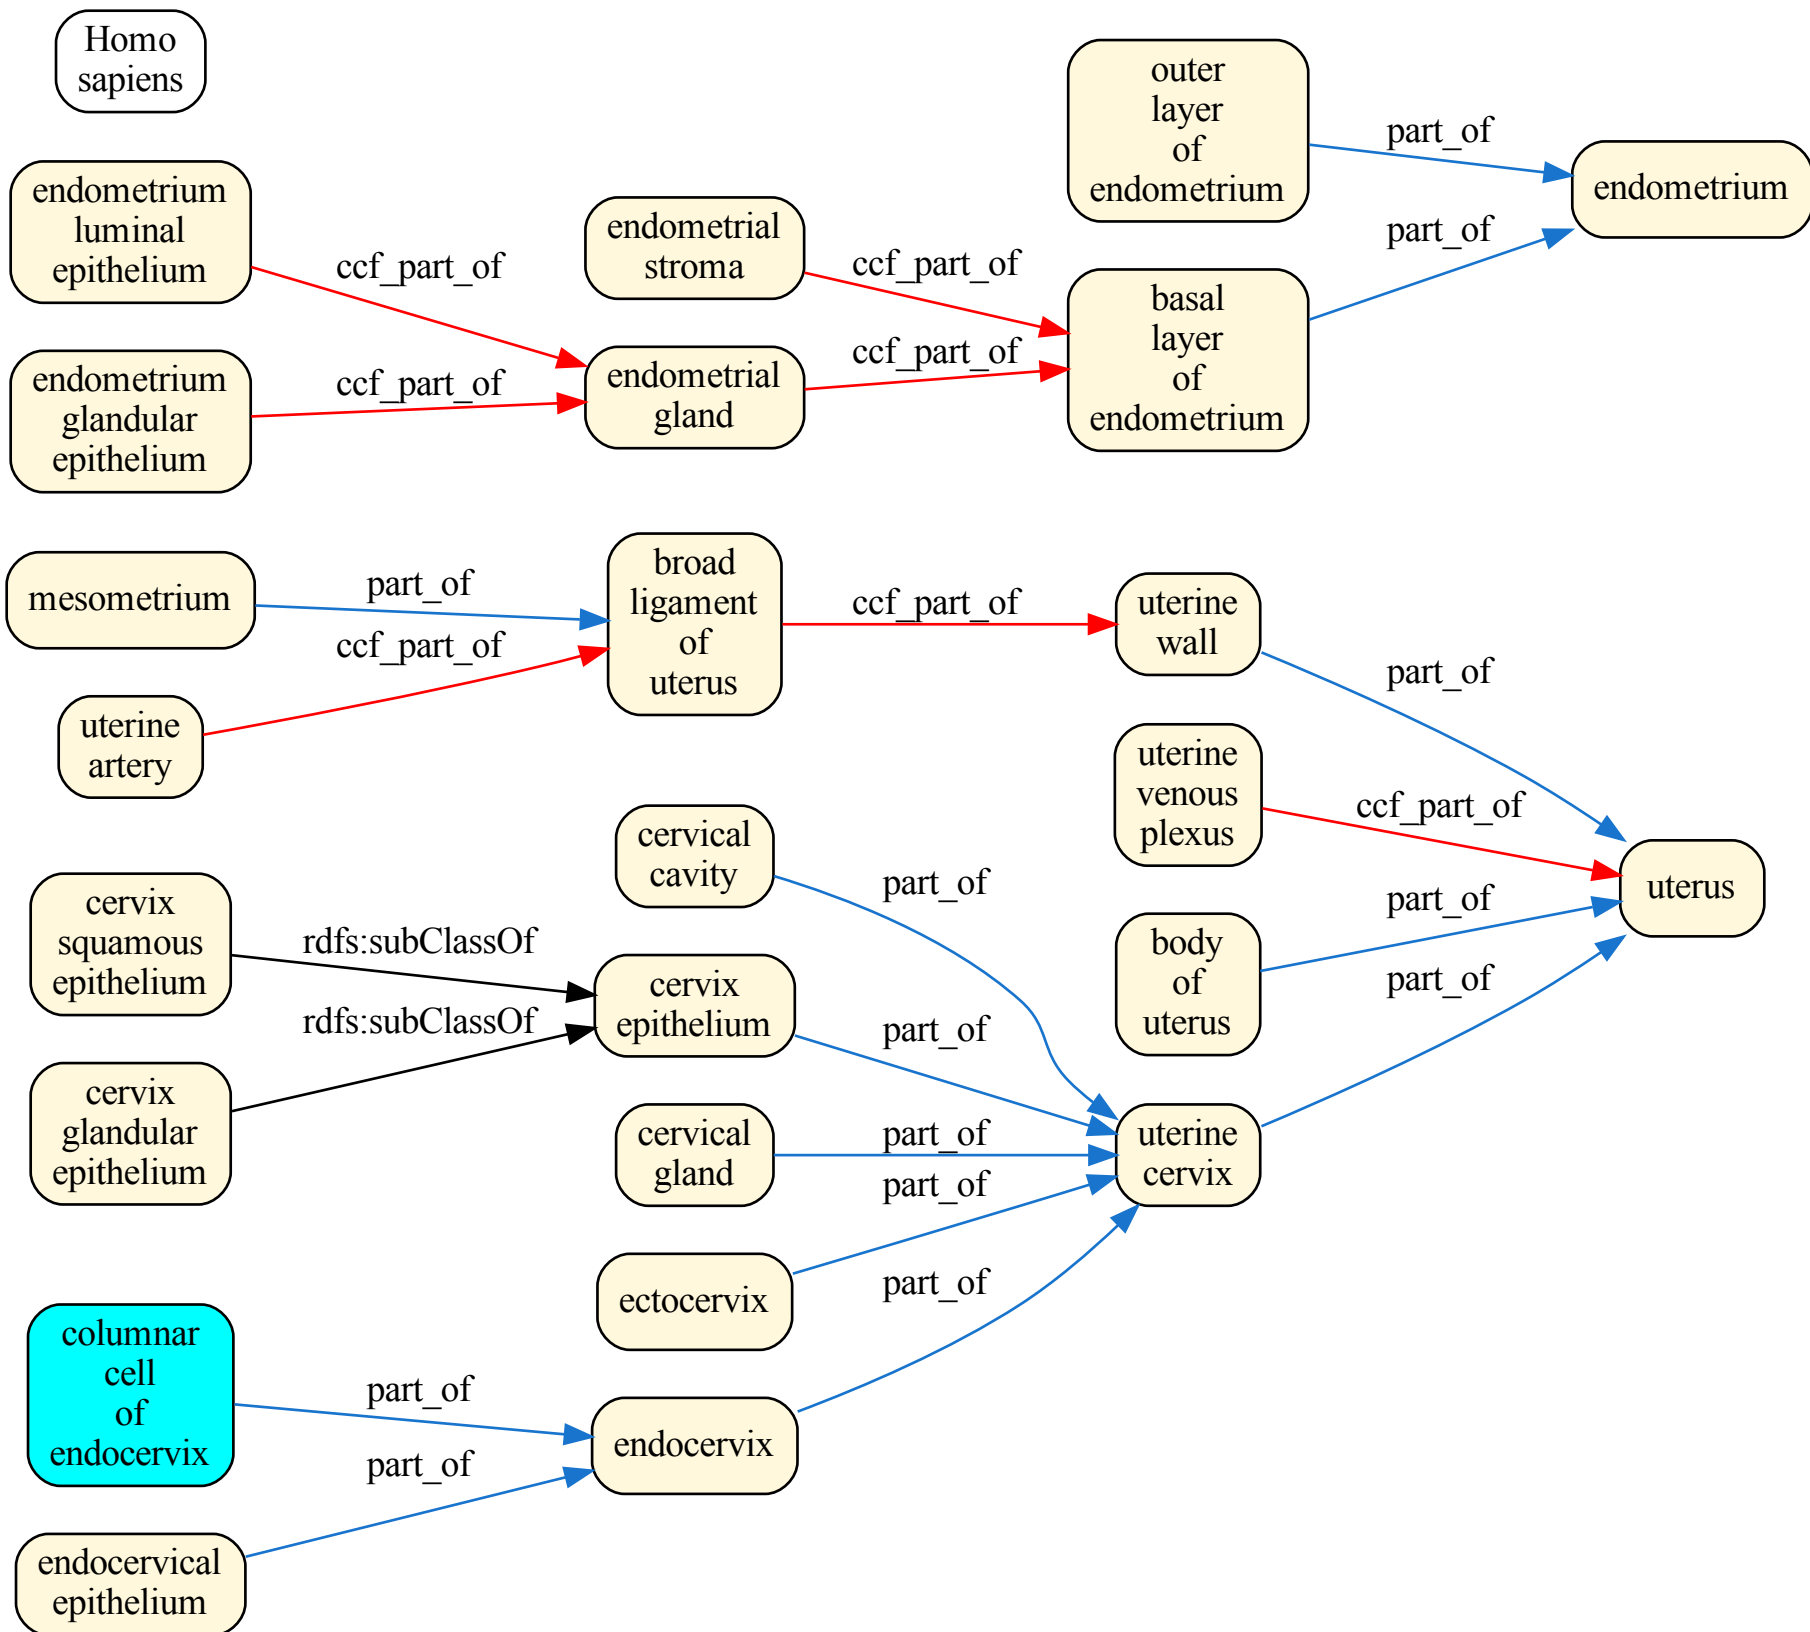 Homo
sapiens
endometrium
luminal
epithelium
ccf_part_of
endometrium
glandular
epithelium
ccf_part_of
endometrial
stroma
ccf_part_of
endometrial
gland
ccf_part_of
outer
layer
of
endometrium
part_of
basal
layer
of
endometrium
part_of
endometrium
mesometrium
part_of
uterine
artery
ccf_part_of
broad
ligament
of
uterus
ccf_part_of
uterine
wall
part_of
uterine
venous
plexus
ccf_part_of
body
of
uterus
part_of
uterus
cervical
cavity
part_of
cervix
squamous
epithelium
rdfs:subClassOf
cervix
glandular
epithelium
rdfs:subClassOf
cervix
epithelium
part_of
cervical
gland
part_of
ectocervix
part_of
uterine
cervix
part_of
columnar
cell
of
endocervix
part_of
endocervical
epithelium
part_of
endocervix
part_of